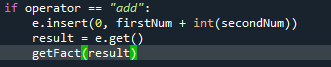 if operator == "add":
    e.insert(0, firstNum + int(secondNum))
    result = e.get()
    getFact(result)